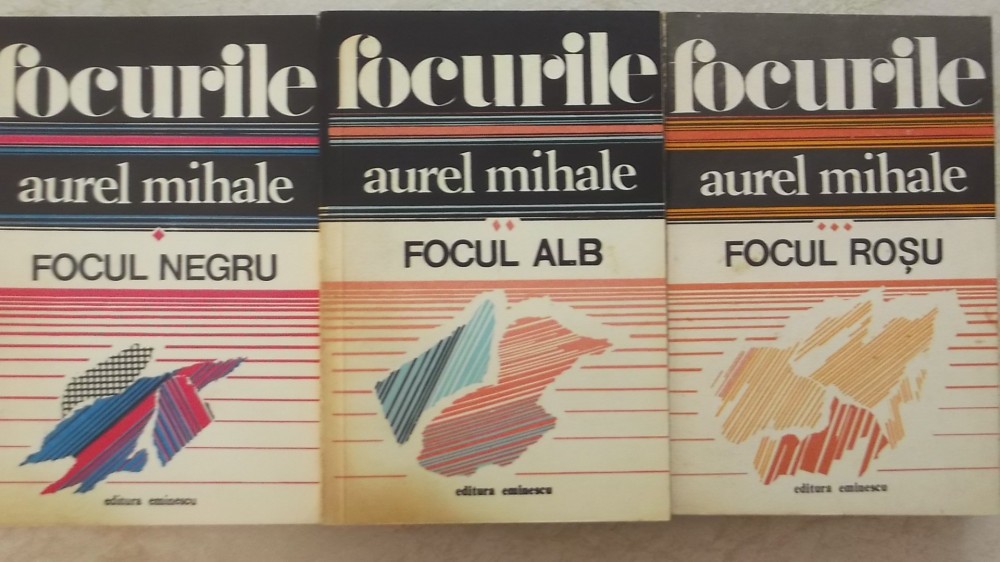 focurile
aurel mihale
FOCUL NEGRU
editura eminescu
focurile
aurel mihale
FOCUL ALB
editura eminescu
focurile
aurel mihale
FOCUL ROȘU
editura eminescu